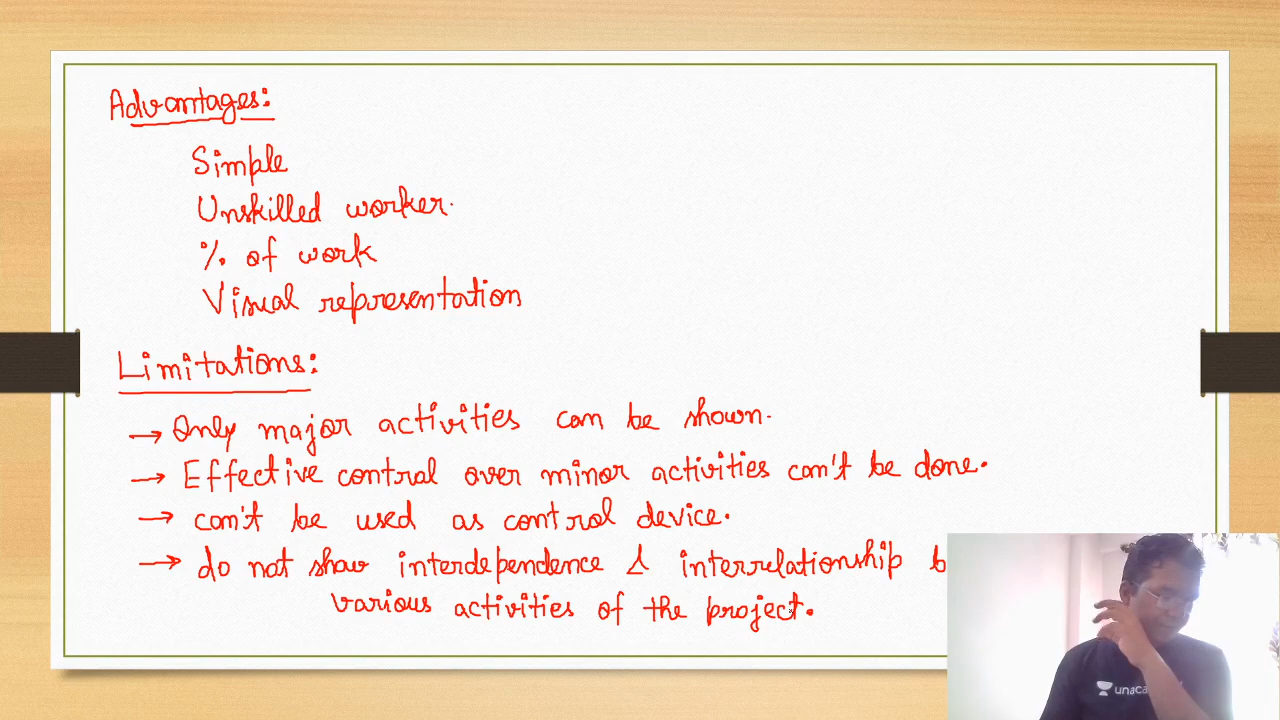 Advantages:
Simple
Unskilled worker.
% of work
Visual representation
Limitations:
→ Only major activities can be shown.
→ Effective control over minor activities can't be done.
→ can't be used as control device.
→ do not show interdependence & interrelationship b
various activities of the project.
unaca